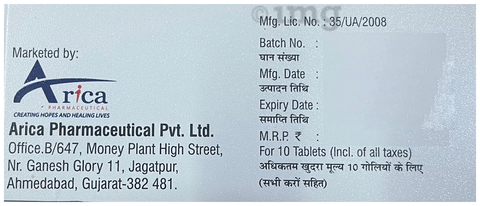 Marketed by:
Arica
PHARMACEUTICAL
CREATING HOPES AND HEALING LIVES
Arica Pharmaceutical Pvt. Ltd.
Office.B/647, Money Plant High Street,
Nr. Ganesh Glory 11, Jagatpur,
Ahmedabad, Gujarat-382 481.
Mfg. Lic. No. : 35/UA/2008
Batch No. :
घान संख्या
Mfg. Date :
उत्पादन तिथि
Expiry Date :
समाप्ति तिथि
M.R.P. ₹ :
For 10 Tablets (Incl. of all taxes)
अधिकतम खुदरा मूल्य 10 गोलियों के लिए
(सभी करों सहित)